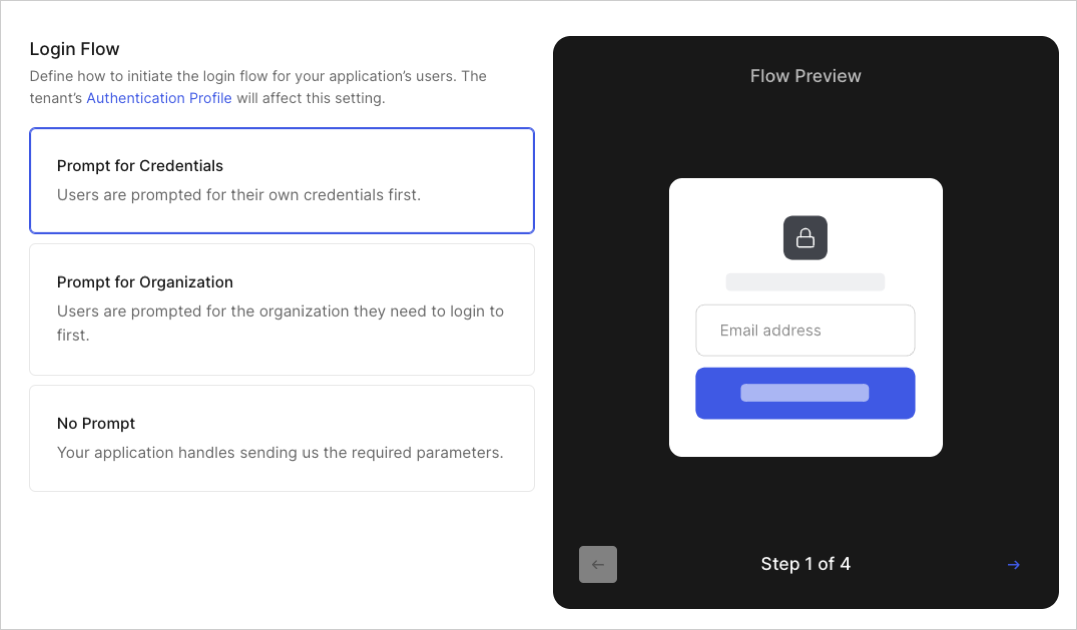 Login Flow
Define how to initiate the login flow for your application’s users. The
tenant’s Authentication Profile will affect this setting.
Prompt for Credentials
Users are prompted for their own credentials first.
Prompt for Organization
Users are prompted for the organization they need to login to
first.
No Prompt
Your application handles sending us the required parameters.
Flow Preview
Email address
Step 1 of 4